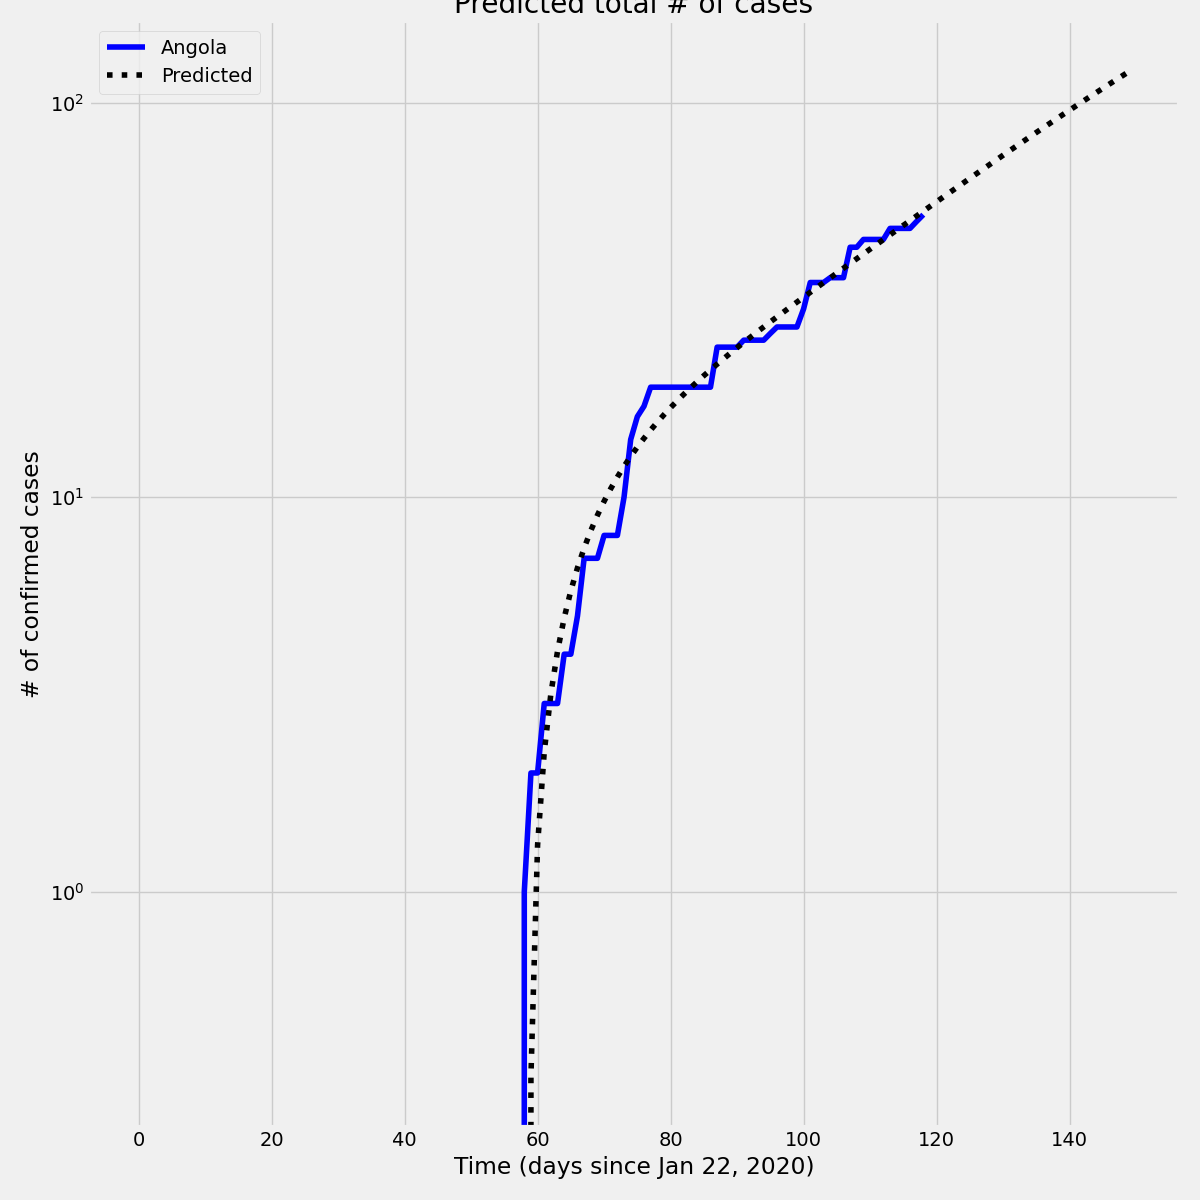 Predicted total # of cases
Angola
Predicted
10²
10¹
10⁰
# of confirmed cases
0 20 40 60 80 100 120 140
Time (days since Jan 22, 2020)